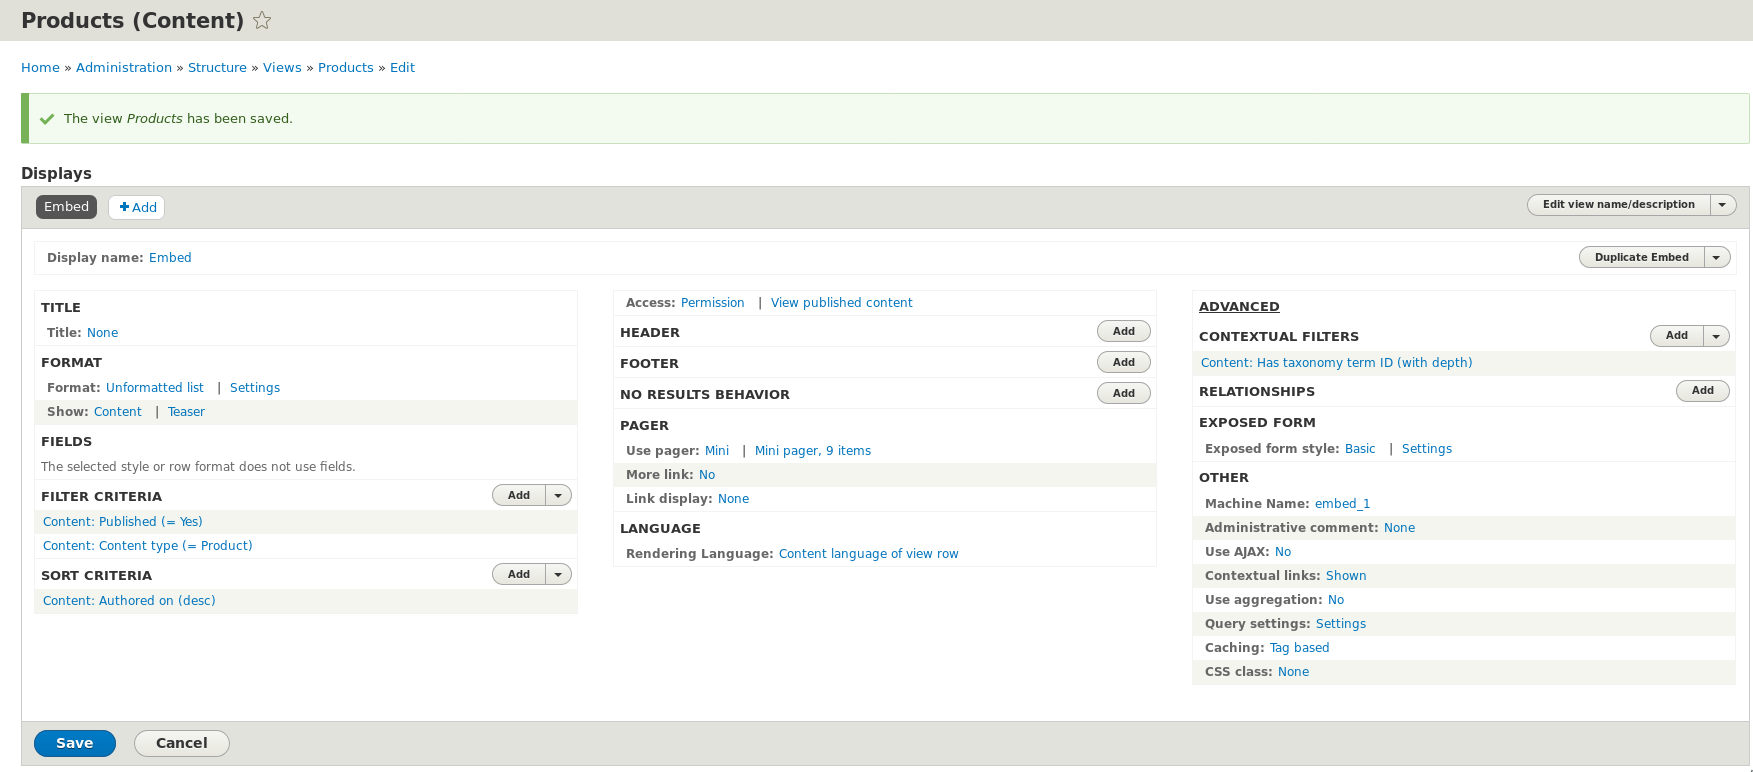 Products (Content)
Home » Administration » Structure » Views » Products » Edit
The view Products has been saved.
Displays
Embed
Add
Edit view name/description
Display name: Embed
Duplicate Embed
TITLE
Title: None
FORMAT
Format: Unformatted list | Settings
Show: Content | Teaser
FIELDS
The selected style or row format does not use fields.
FILTER CRITERIA
Add
Content: Published (= Yes)
Content: Content type (= Product)
SORT CRITERIA
Add
Content: Authored on (desc)
Access: Permission | View published content
HEADER
Add
FOOTER
Add
NO RESULTS BEHAVIOR
Add
PAGER
Use pager: Mini | Mini pager, 9 items
More link: No
Link display: None
LANGUAGE
Rendering Language: Content language of view row
ADVANCED
CONTEXTUAL FILTERS
Add
Content: Has taxonomy term ID (with depth)
RELATIONSHIPS
Add
EXPOSED FORM
Exposed form style: Basic | Settings
OTHER
Machine Name: embed_1
Administrative comment: None
Use AJAX: No
Contextual links: Shown
Use aggregation: No
Query settings: Settings
Caching: Tag based
CSS class: None
Save
Cancel